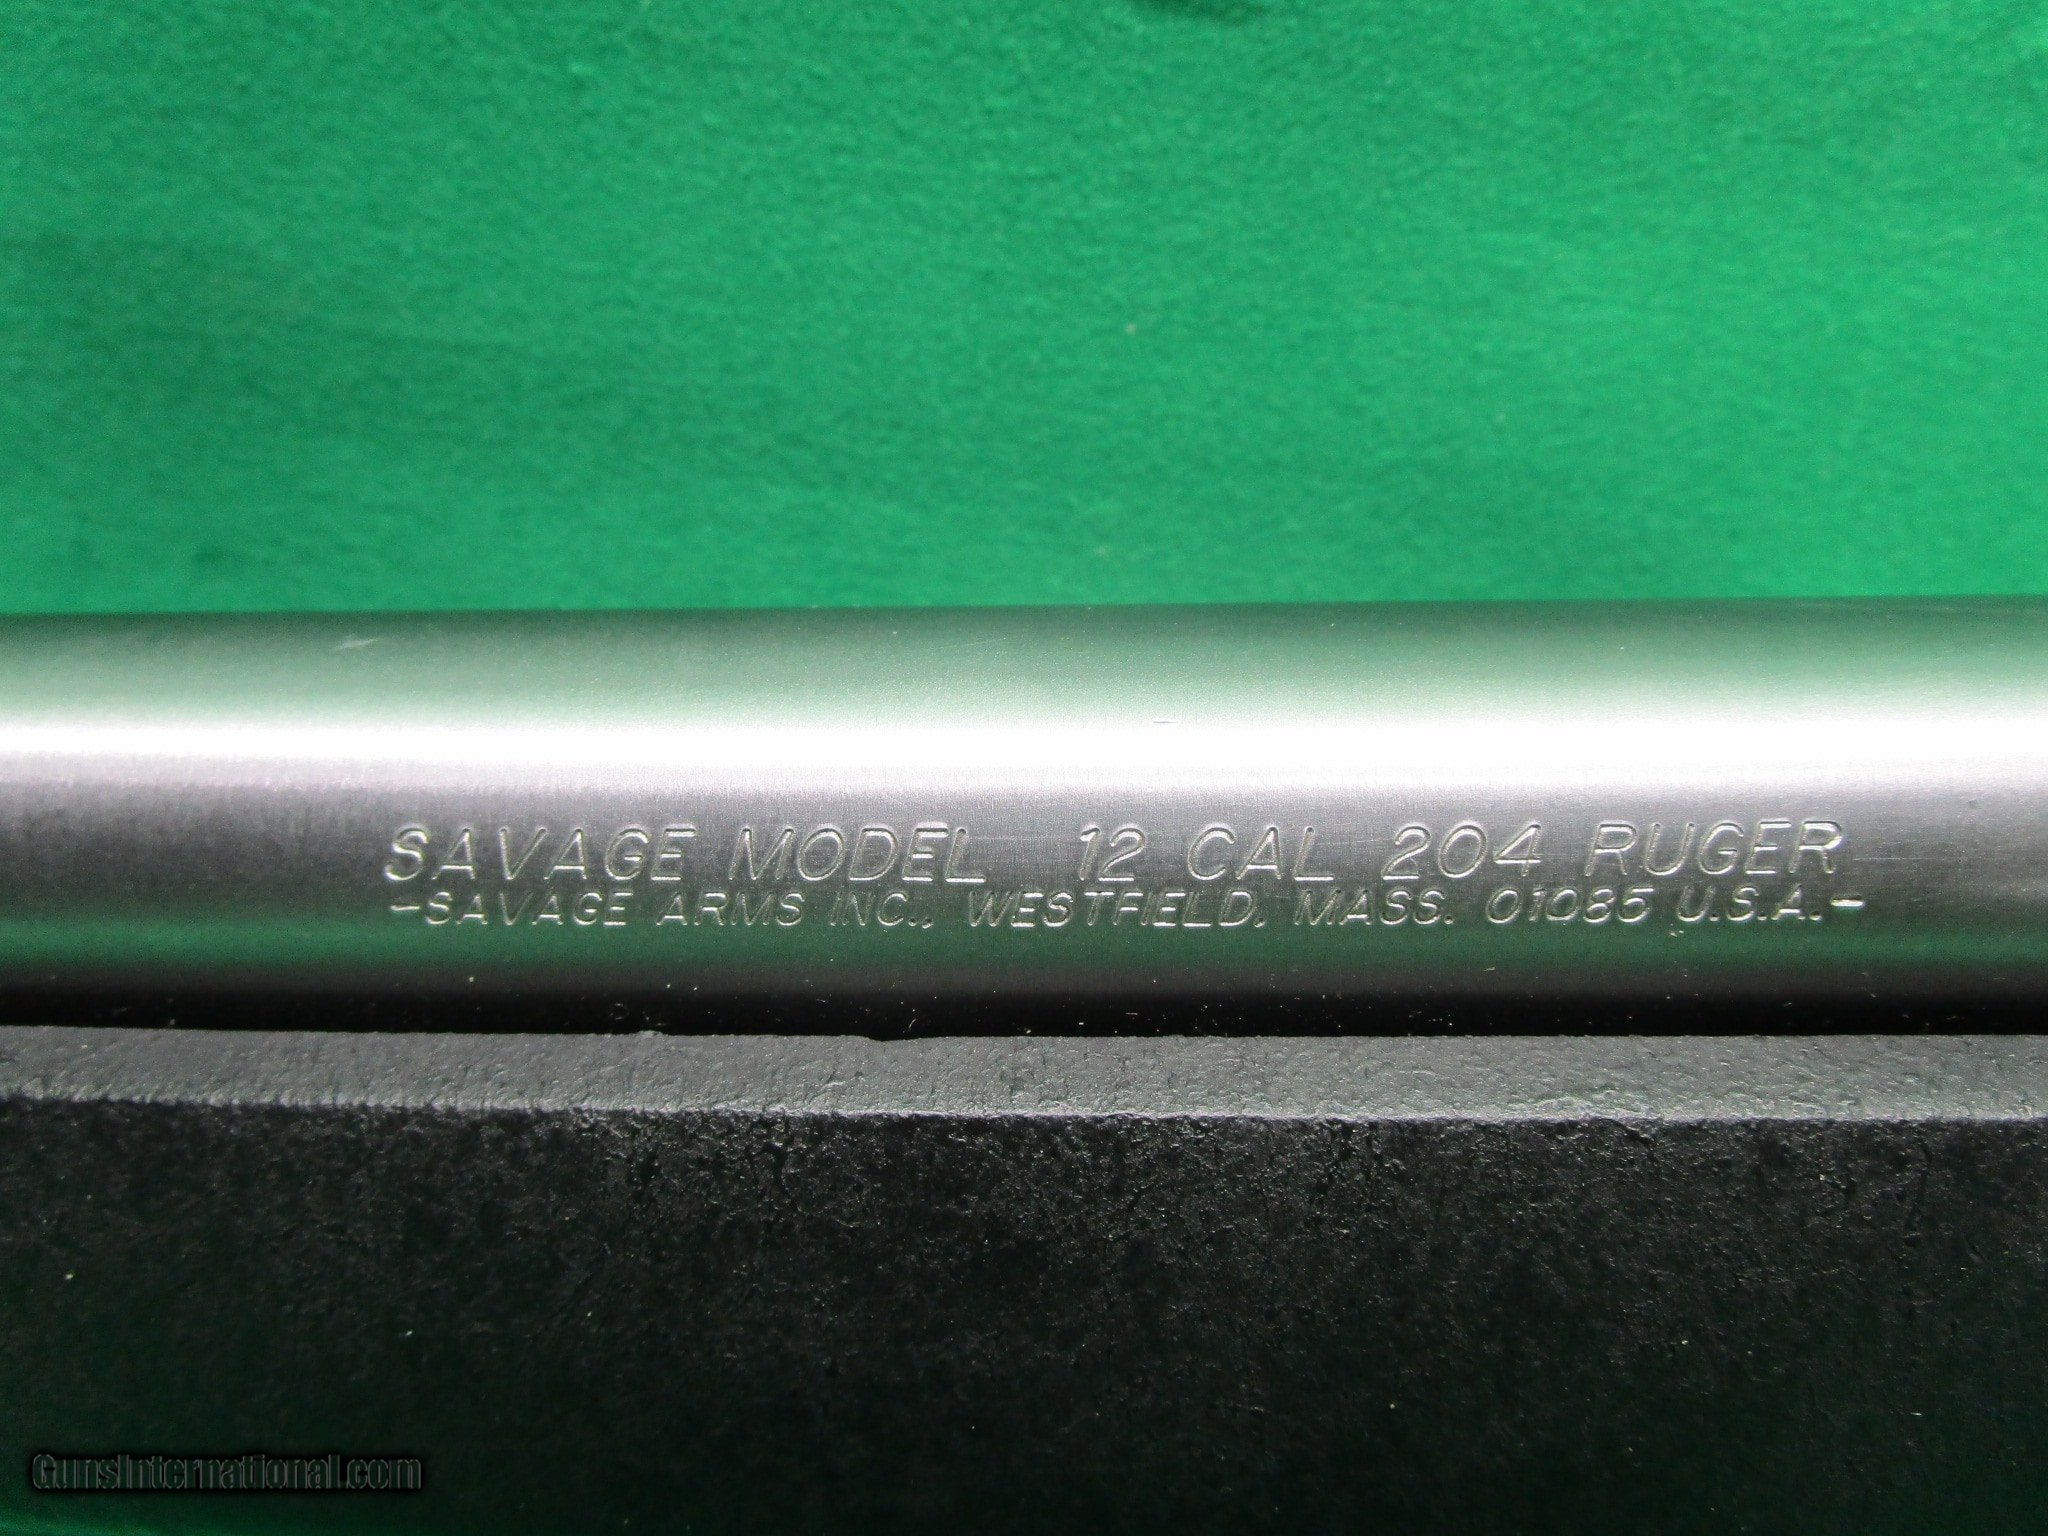 SAVAGE MODEL 12 CAL 204 RUGER
-SAVAGE ARMS INC., WESTFIELD, MASS. 01085 U.S.A.-
GunsInternational.com